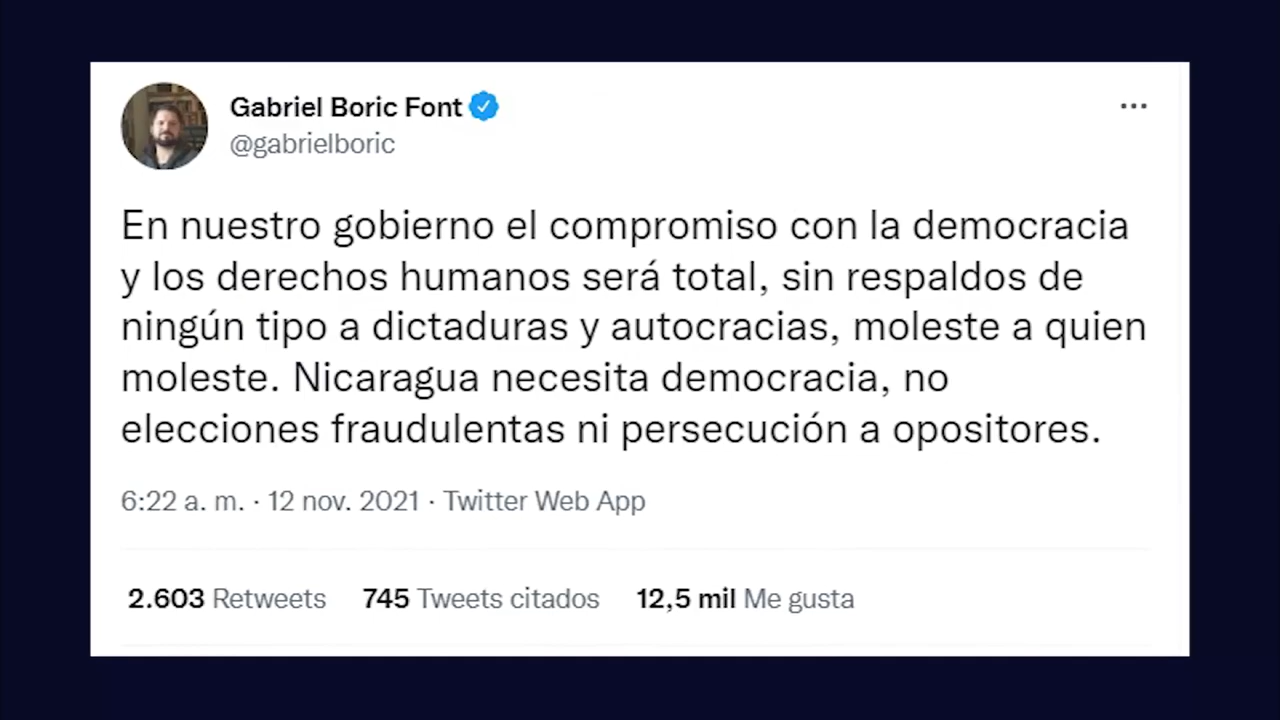 Gabriel Boric Font
@gabrielboric
En nuestro gobierno el compromiso con la democracia
y los derechos humanos será total, sin respaldos de
ningún tipo a dictaduras y autocracias, moleste a quien
moleste. Nicaragua necesita democracia, no
elecciones fraudulentas ni persecución a opositores.
6:22 a. m. · 12 nov. 2021 · Twitter Web App
2.603 Retweets 745 Tweets citados 12,5 mil Me gusta